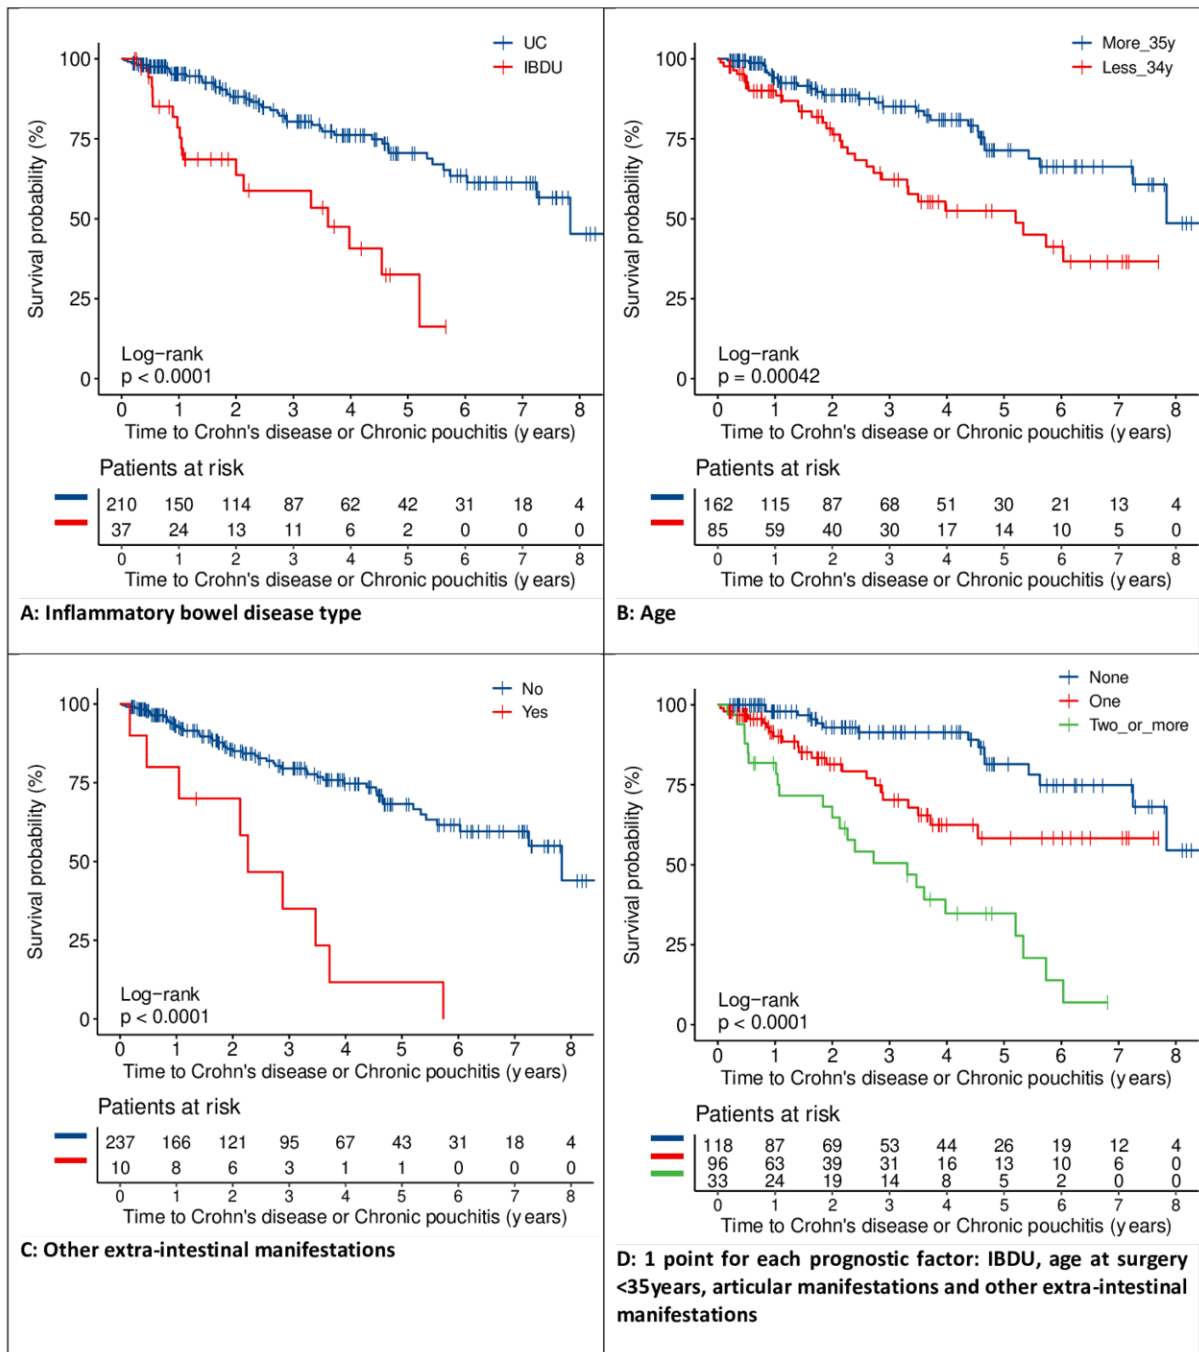 UC
IBDU
100
75
50
25
0
Survival probability (%)
Log-rank
p < 0.0001
0 1 2 3 4 5 6 7 8
Time to Crohn's disease or Chronic pouchitis (years)
Patients at risk
210 150 114 87 62 42 31 18 4
37 24 13 11 6 2 0 0 0
0 1 2 3 4 5 6 7 8
Time to Crohn's disease or Chronic pouchitis (years)
A: Inflammatory bowel disease type
More_35y
Less_34y
100
75
50
25
0
Survival probability (%)
Log-rank
p = 0.00042
0 1 2 3 4 5 6 7 8
Time to Crohn's disease or Chronic pouchitis (years)
Patients at risk
162 115 87 68 51 30 21 13 4
85 59 40 30 17 14 10 5 0
0 1 2 3 4 5 6 7 8
Time to Crohn's disease or Chronic pouchitis (years)
B: Age
No
Yes
100
75
50
25
0
Survival probability (%)
Log-rank
p < 0.0001
0 1 2 3 4 5 6 7 8
Time to Crohn's disease or Chronic pouchitis (years)
Patients at risk
237 166 121 95 67 43 31 18 4
10 8 6 3 1 1 0 0 0
0 1 2 3 4 5 6 7 8
Time to Crohn's disease or Chronic pouchitis (years)
C: Other extra-intestinal manifestations
None
One
Two_or_more
100
75
50
25
0
Survival probability (%)
Log-rank
p < 0.0001
0 1 2 3 4 5 6 7 8
Time to Crohn's disease or Chronic pouchitis (years)
Patients at risk
118 87 69 53 44 26 19 12 4
96 63 39 31 16 13 10 6 0
33 24 19 14 8 5 2 0 0
0 1 2 3 4 5 6 7 8
Time to Crohn's disease or Chronic pouchitis (years)
D: 1 point for each prognostic factor: IBDU, age at surgery
<35years, articular manifestations and other extra-intestinal
manifestations